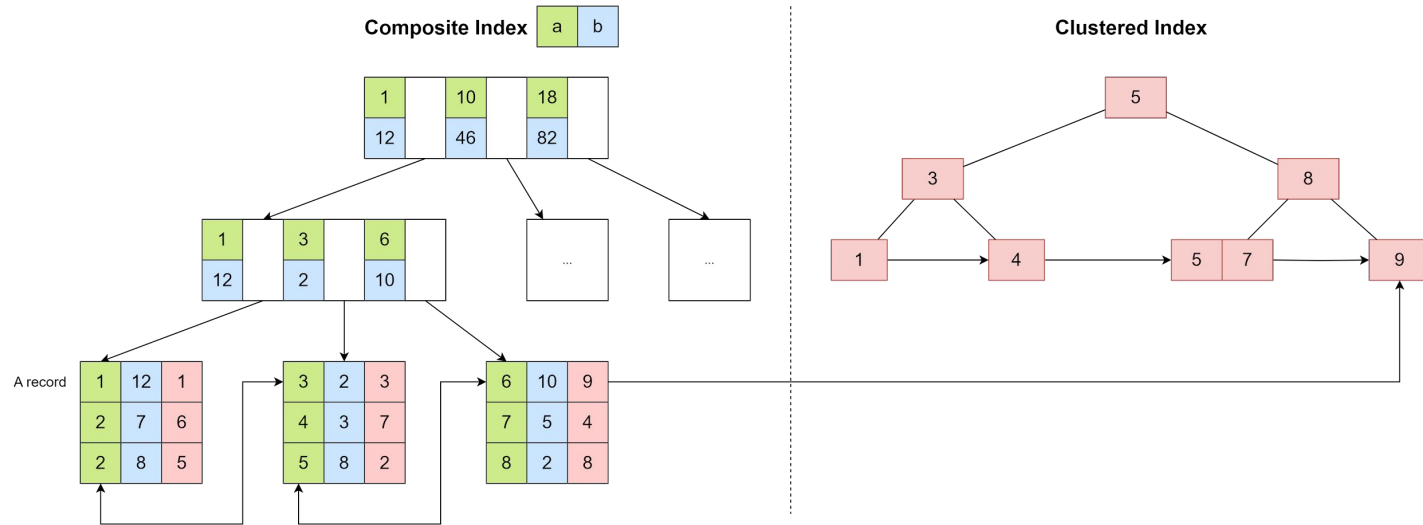 Composite Index a b
Clustered Index
1 10 18
12 46 82
5
3 8
1 3 6
12 2 10
... ...
1 4 5 7 9
A record
1 12 1
2 7 6
2 8 5
3 2 3
4 3 7
5 8 2
6 10 9
7 5 4
8 2 8